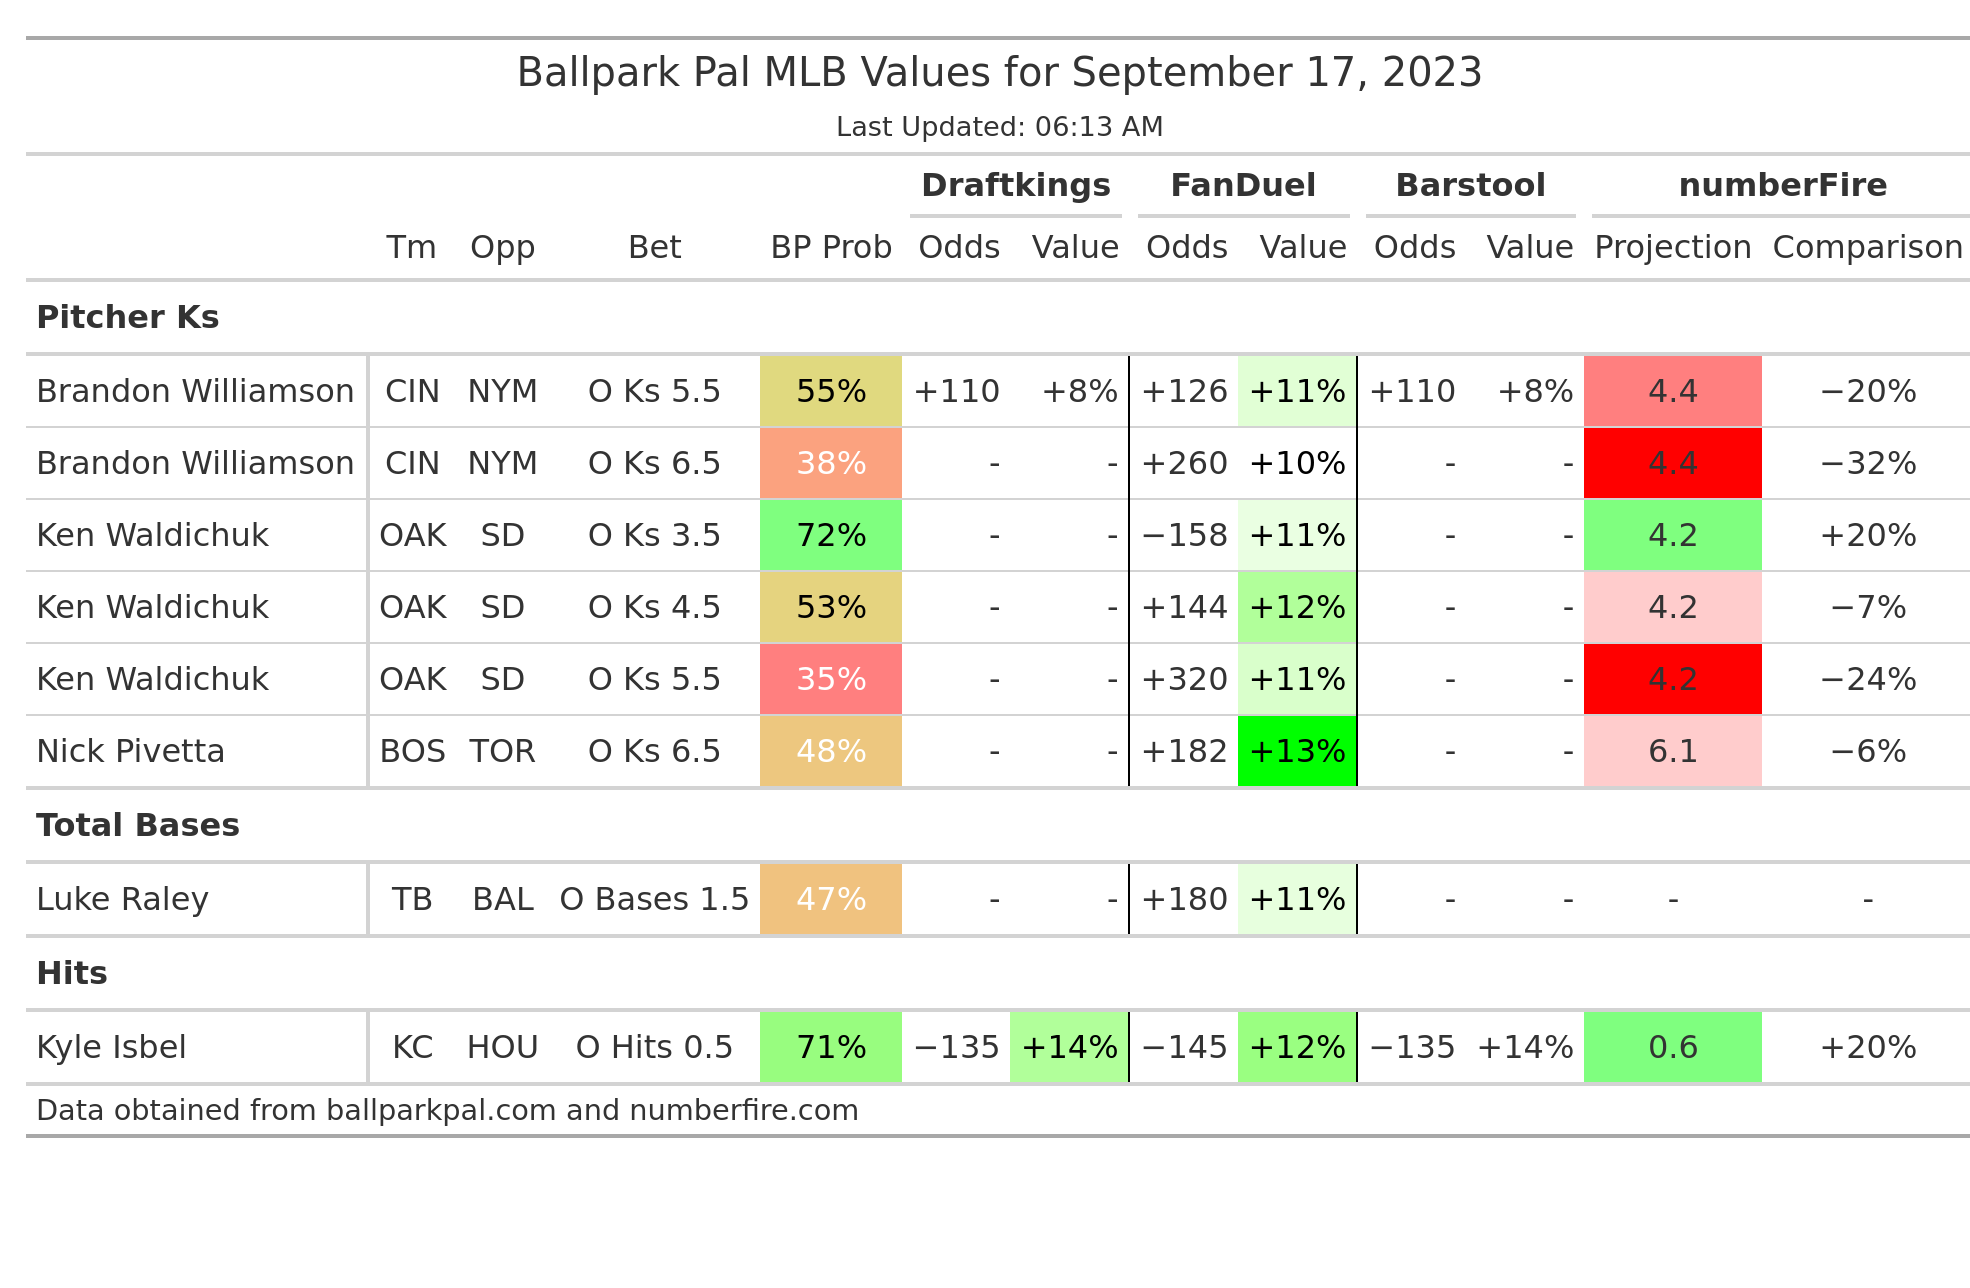 Ballpark Pal MLB Values for September 17, 2023
Last Updated: 06:13 AM
Draftkings FanDuel Barstool numberFire
Tm Opp Bet BP Prob Odds Value Odds Value Odds Value Projection Comparison
Pitcher Ks
Brandon Williamson CIN NYM O Ks 5.5 55% +110 +8% +126 +11% +110 +8% 4.4 −20%
Brandon Williamson CIN NYM O Ks 6.5 38% - - +260 +10% - - 4.4 −32%
Ken Waldichuk OAK SD O Ks 3.5 72% - - −158 +11% - - 4.2 +20%
Ken Waldichuk OAK SD O Ks 4.5 53% - - +144 +12% - - 4.2 −7%
Ken Waldichuk OAK SD O Ks 5.5 35% - - +320 +11% - - 4.2 −24%
Nick Pivetta BOS TOR O Ks 6.5 48% - - +182 +13% - - 6.1 −6%
Total Bases
Luke Raley TB BAL O Bases 1.5 47% - - +180 +11% - - - -
Hits
Kyle Isbel KC HOU O Hits 0.5 71% −135 +14% −145 +12% −135 +14% 0.6 +20%
Data obtained from ballparkpal.com and numberfire.com